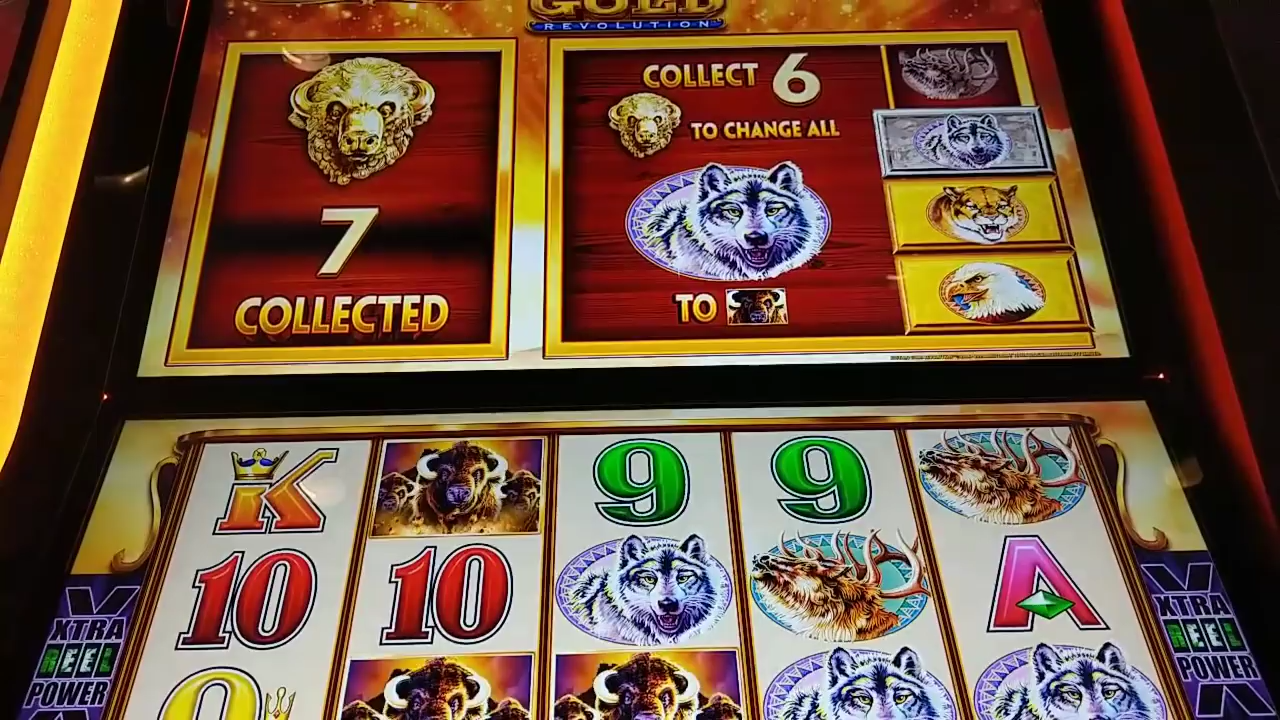 GOLD
REVOLUTION
7
COLLECTED
COLLECT 6
TO CHANGE ALL
TO
K
9
9
10
10
A
Q
XTRA
REEL
POWER
XTRA
REEL
POWER